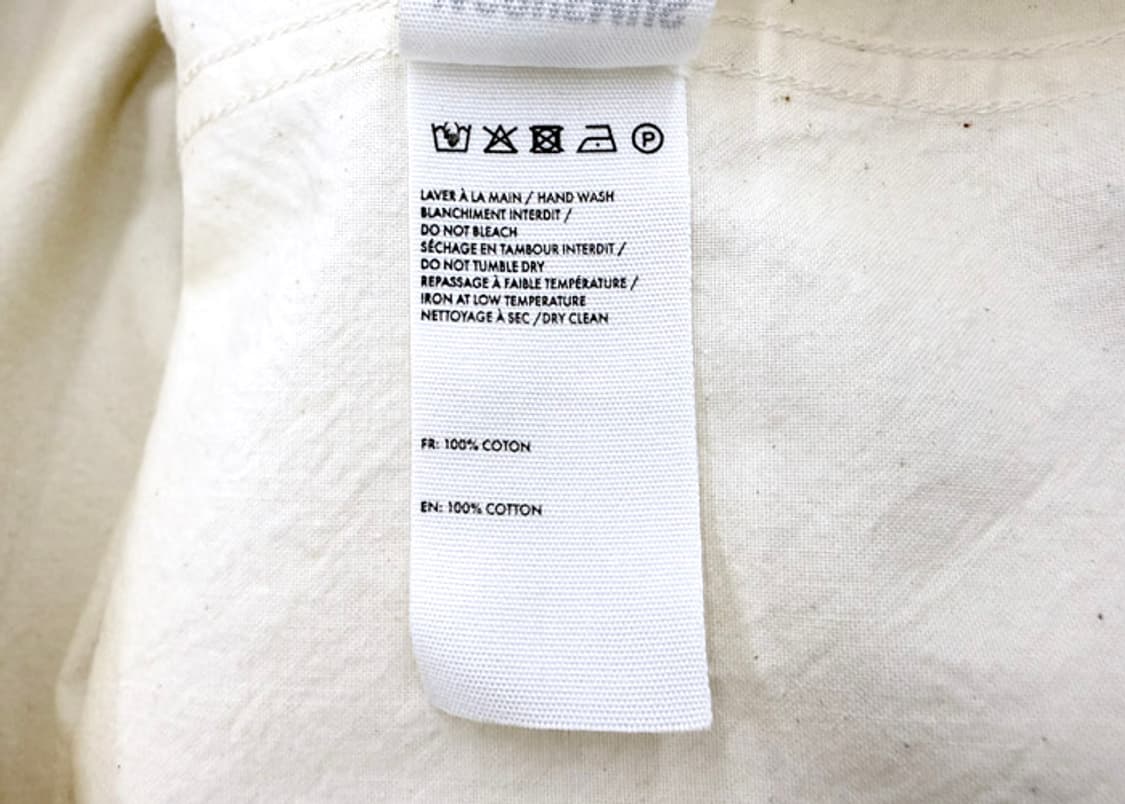 P
LAVER À LA MAIN / HAND WASH
BLANCHIMENT INTERDIT /
DO NOT BLEACH
SÉCHAGE EN TAMBOUR INTERDIT /
DO NOT TUMBLE DRY
REPASSAGE À FAIBLE TEMPÉRATURE /
IRON AT LOW TEMPERATURE
NETTOYAGE À SEC /DRY CLEAN
FR: 100% COTON
EN: 100% COTTON